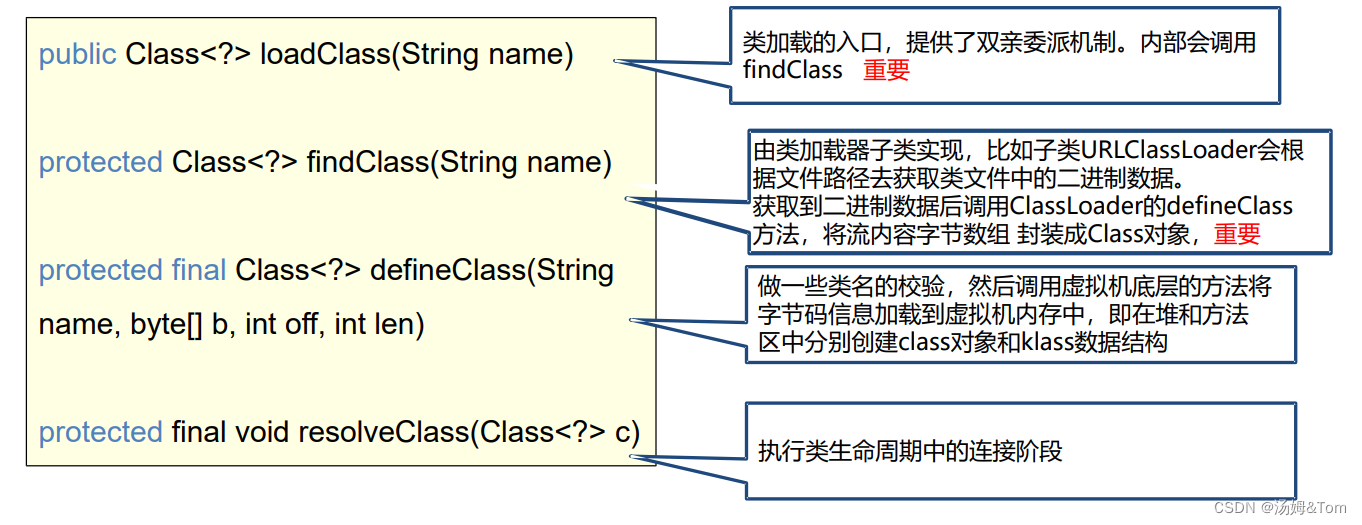 public Class<?> loadClass(String name)
类加载的入口，提供了双亲委派机制。内部会调用
findClass 重要
protected Class<?> findClass(String name)
由类加载器子类实现，比如子类URLClassLoader会根
据文件路径去获取类文件中的二进制数据。
获取到二进制数据后调用ClassLoader的defineClass
方法，将流内容字节数组 封装成Class对象，重要
protected final Class<?> defineClass(String
name, byte[] b, int off, int len)
做一些类名的校验，然后调用虚拟机底层的方法将
字节码信息加载到虚拟机内存中，即在堆和方法
区中分别创建class对象和klass数据结构
protected final void resolveClass(Class<?> c)
执行类生命周期中的连接阶段
CSDN @汤姆&Tom